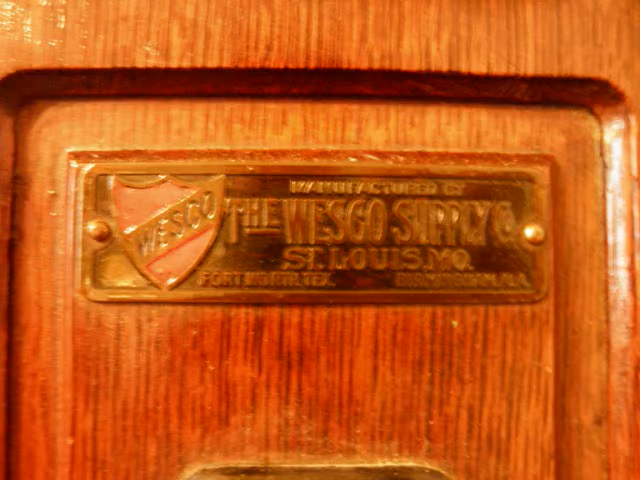 WESCO
MANUFACTURED BY
THE WESCO SUPPLY Co.
ST. LOUIS, MO.
FORT WORTH, TEX. BIRMINGHAM, ALA.